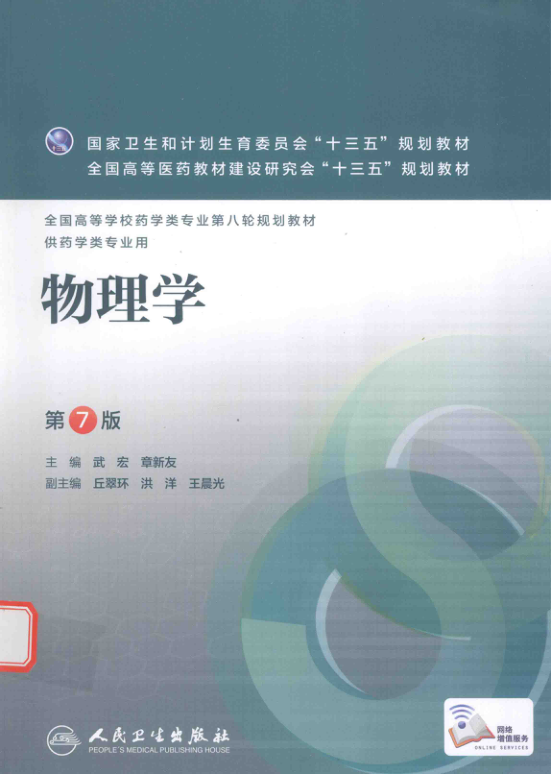 国家卫生和计划生育委员会“十三五”规划教材
全国高等医药教材建设研究会“十三五”规划教材
全国高等学校药学类专业第八轮规划教材
供药学类专业用
物理学
第7版
主 编 武 宏 章新友
副主编 丘翠环 洪 洋 王晨光
人民卫生出版社
PEOPLE'S MEDICAL PUBLISHING HOUSE
网络
增值服务
ONLINE SERVICES